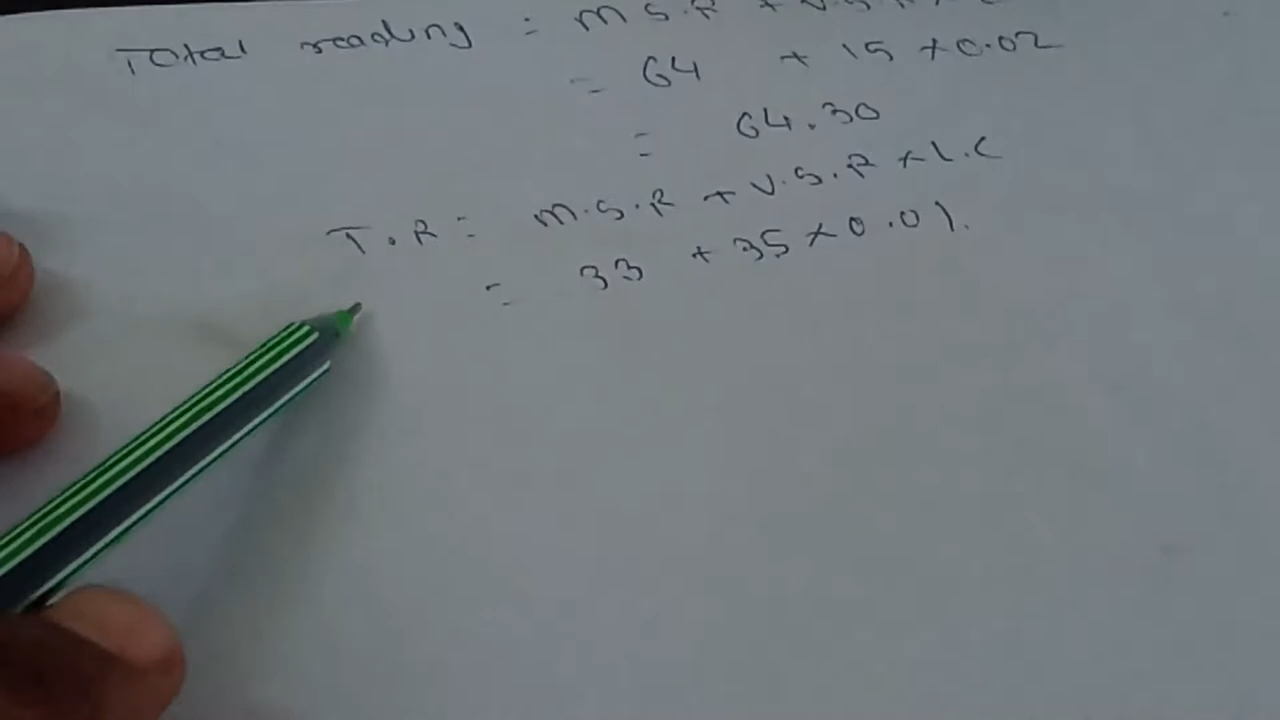 Total reading = M S.R + V.S.R
= 64 + 15 × 0.02
= 64.30
T.R = M.S.R + V.S.R × L.C
= 33 + 35 × 0.01.